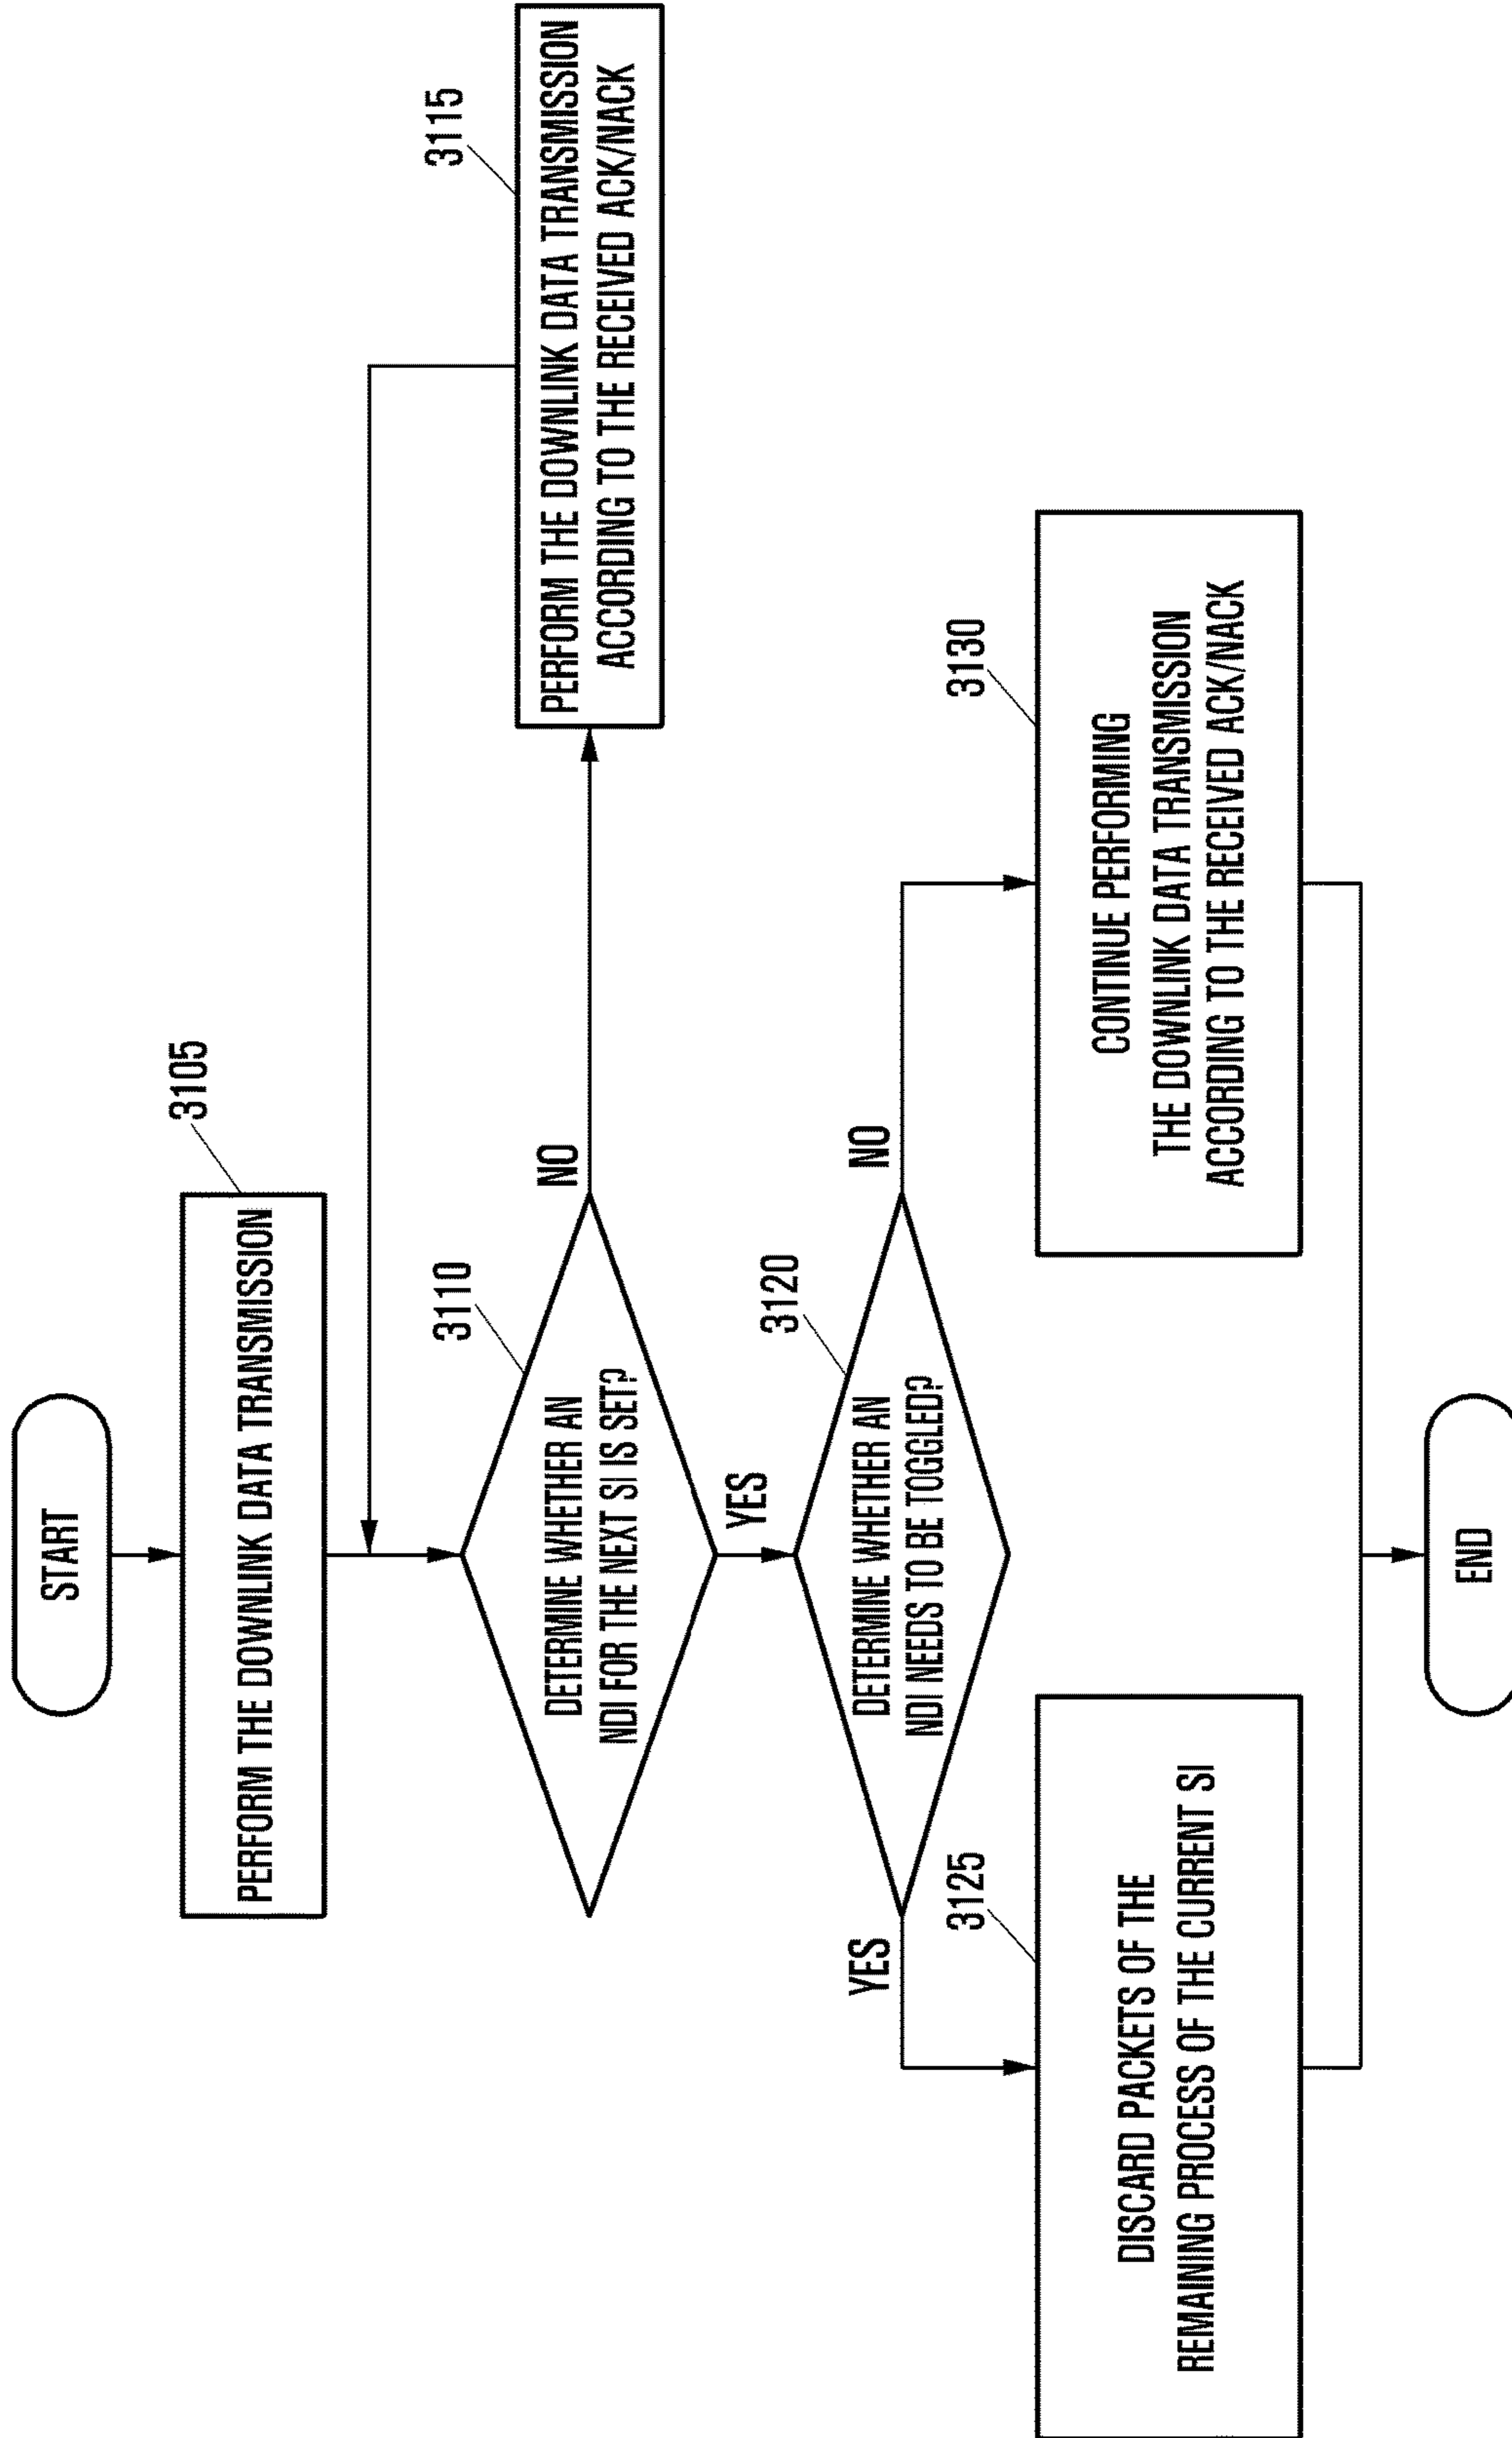 START
3105
PERFORM THE DOWNLINK DATA TRANSMISSION
3110
DETERMINE WHETHER AN
NDI FOR THE NEXT SI IS SET?
NO
3115
PERFORM THE DOWNLINK DATA TRANSMISSION
ACCORDING TO THE RECEIVED ACK/NACK
YES
3120
DETERMINE WHETHER AN
NDI NEEDS TO BE TOGGLED?
YES
NO
3125
DISCARD PACKETS OF THE
REMAINING PROCESS OF THE CURRENT SI
3130
CONTINUE PERFORMING
THE DOWNLINK DATA TRANSMISSION
ACCORDING TO THE RECEIVED ACK/NACK
END